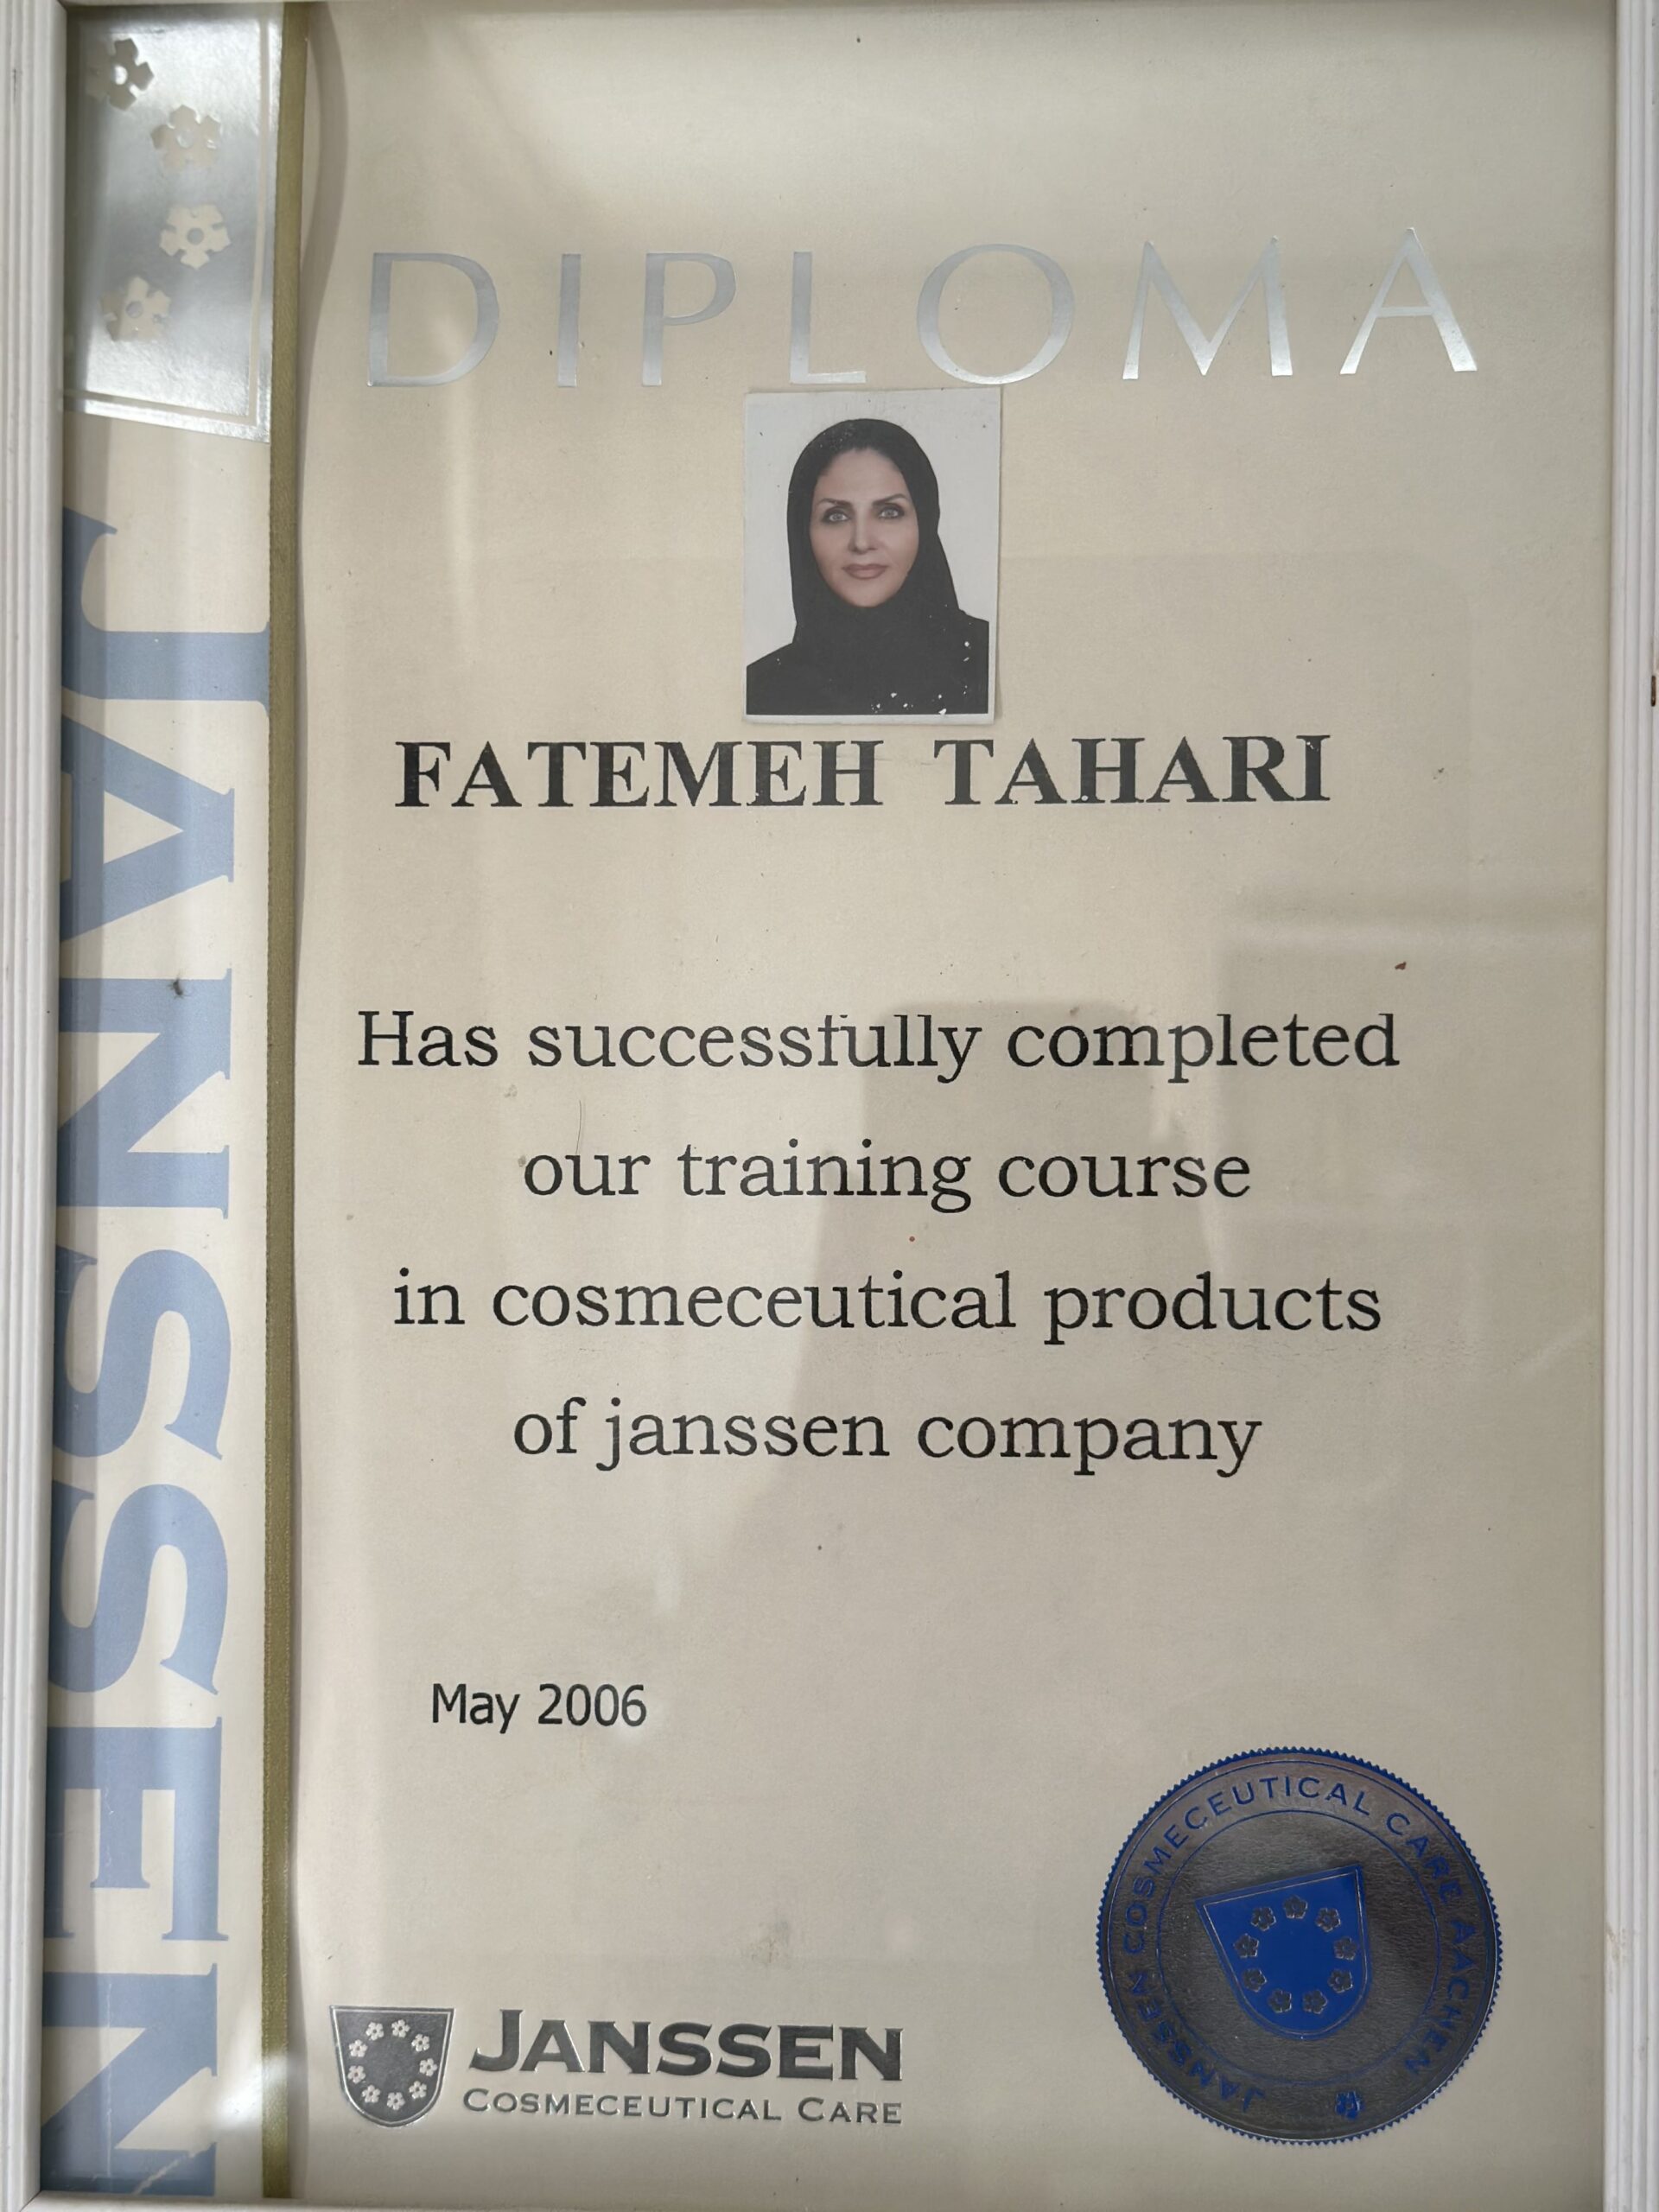 DIPLOMA
FATEMEH TAHARI
Has successfully completed
our training course
in cosmeceutical products
of janssen company
May 2006
JANSSEN
COSMECEUTICAL CARE
JANSSEN COSMECEUTICAL CARE AACHEN
JANSSEN